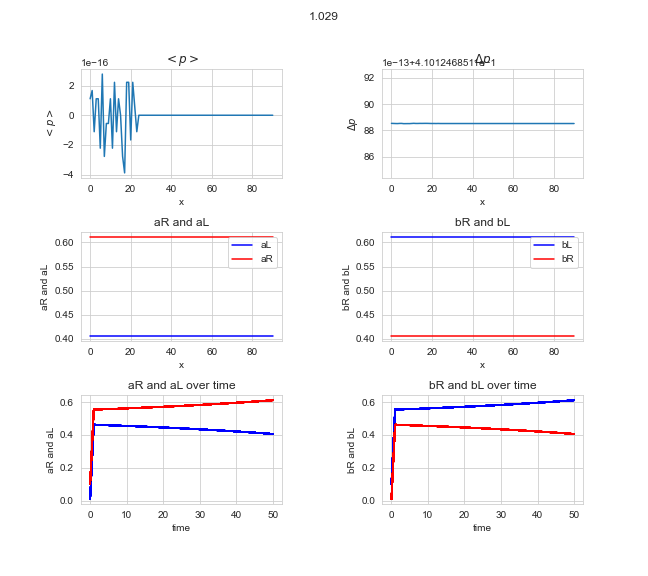 1.029
< p >
1e−16
2
0
−2
−4
< p >
0 20 40 60 80
x
Δp
92
90
88
86
Δp
0 20 40 60 80
x
aR and aL
0.60
0.55
0.50
0.45
0.40
aR and aL
aL
aR
0 20 40 60 80
x
bR and bL
0.60
0.55
0.50
0.45
0.40
bR and bL
bL
bR
0 20 40 60 80
x
aR and aL over time
0.6
0.4
0.2
0.0
aR and aL
0 10 20 30 40 50
time
bR and bL over time
0.6
0.4
0.2
0.0
bR and bL
0 10 20 30 40 50
time